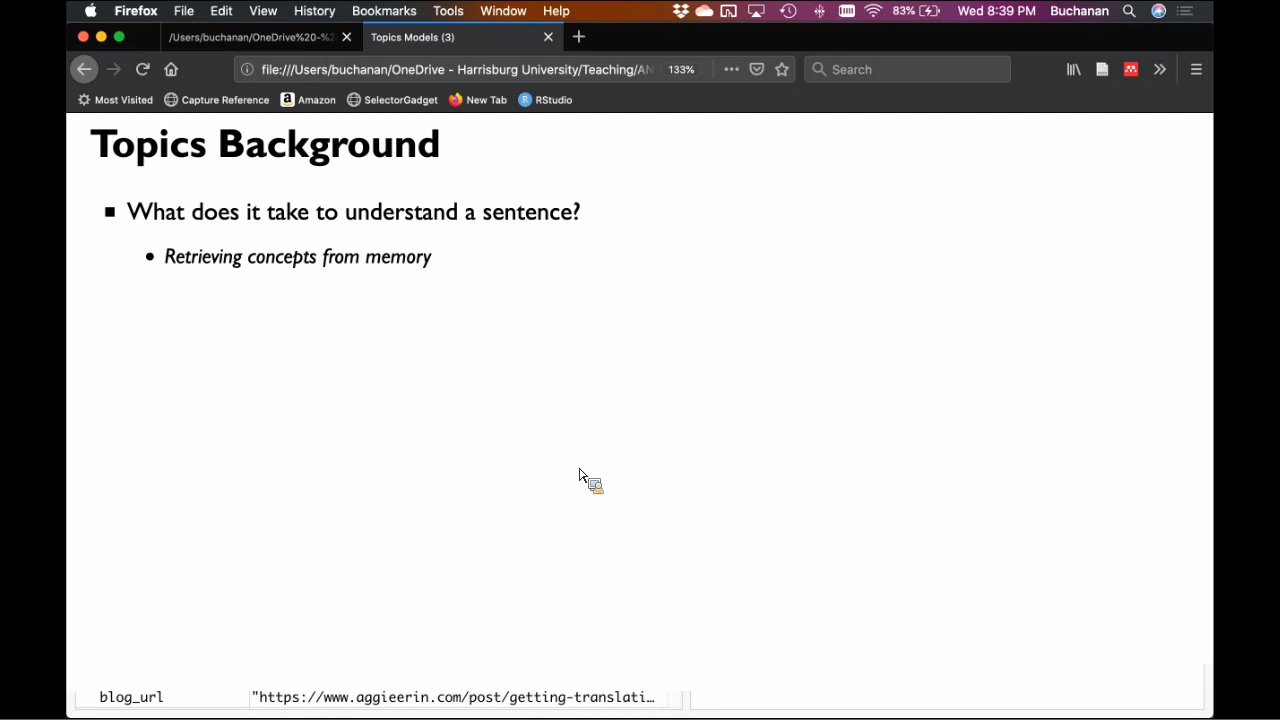 Firefox File Edit View History Bookmarks Tools Window Help 83% Wed 8:39 PM Buchanan
/Users/buchanan/OneDrive%20-%2 Topics Models (3)
file:///Users/buchanan/OneDrive - Harrisburg University/Teaching/AN 133% Search
Most Visited Capture Reference Amazon SelectorGadget New Tab RStudio
Topics Background
What does it take to understand a sentence?
Retrieving concepts from memory
blog_url "https://www.aggieerin.com/post/getting-translati…